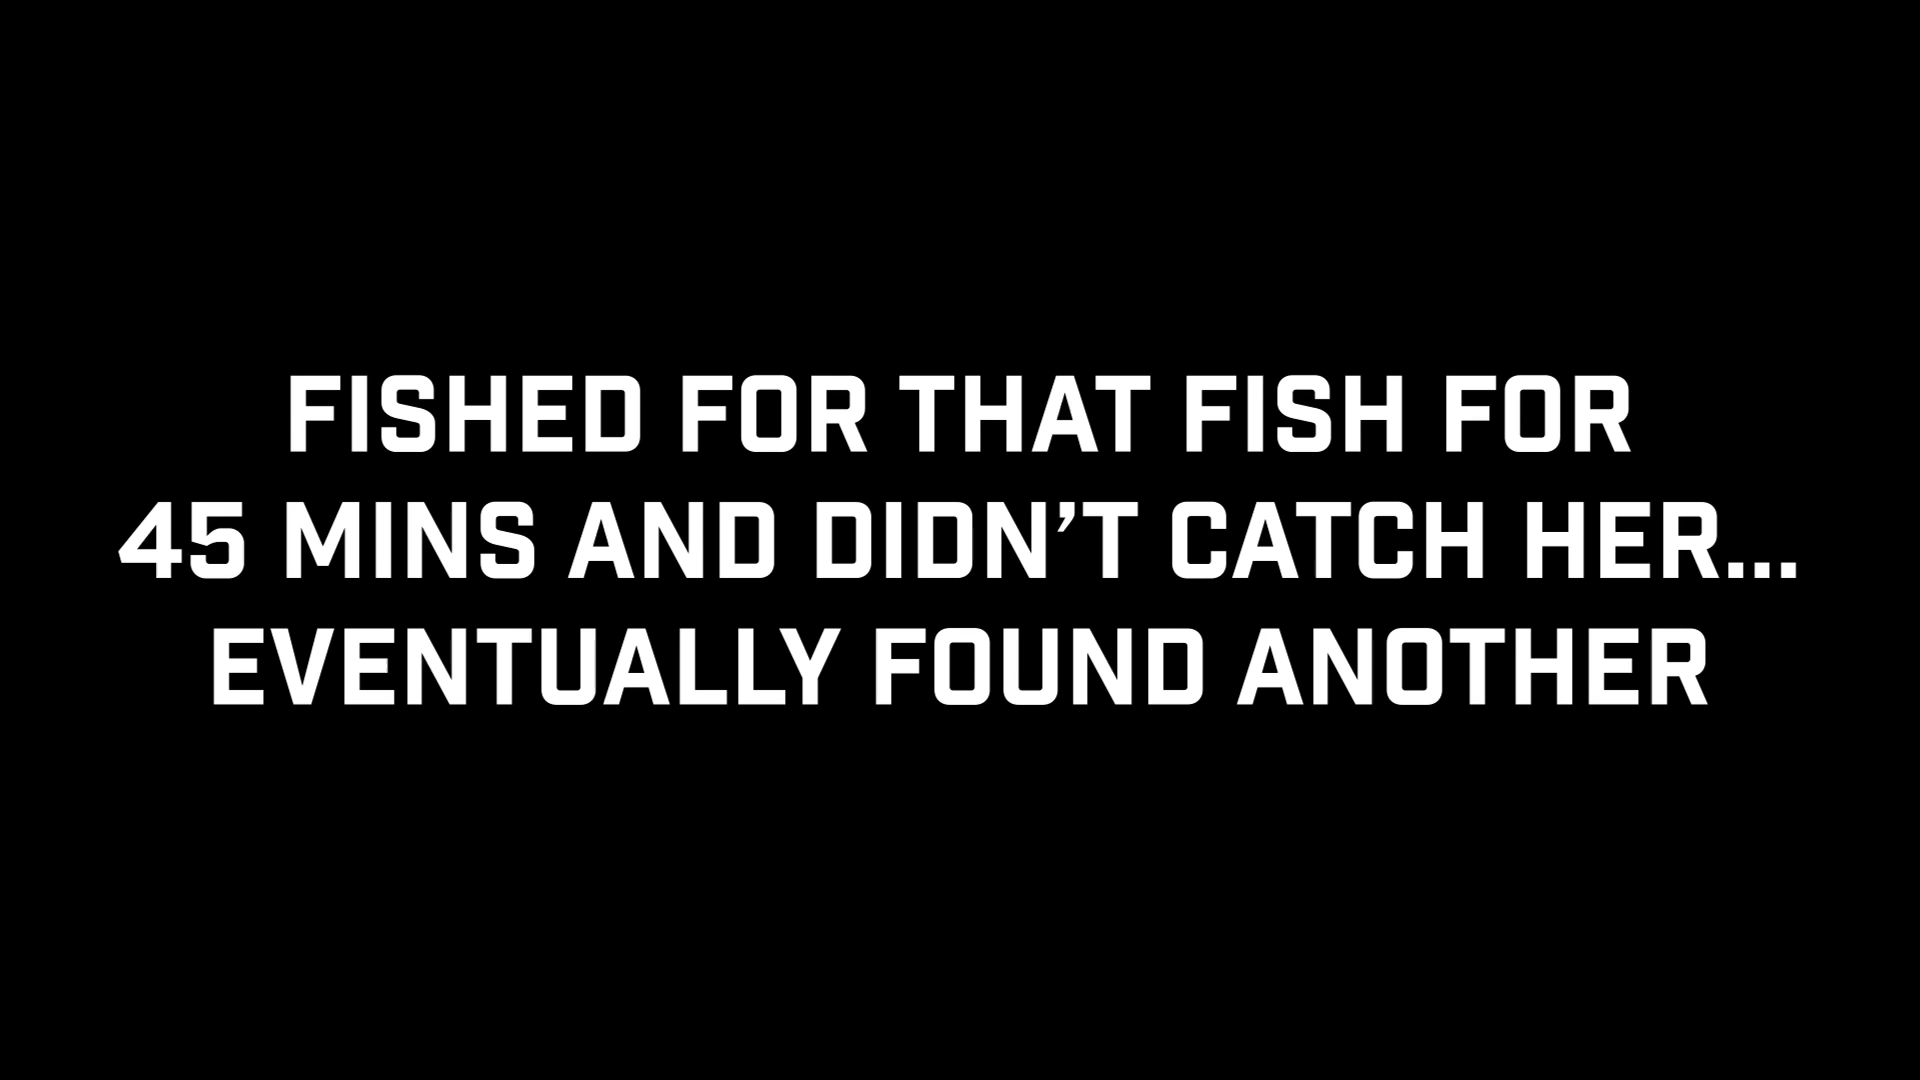 FISHED FOR THAT FISH FOR
45 MINS AND DIDN’T CATCH HER...
EVENTUALLY FOUND ANOTHER